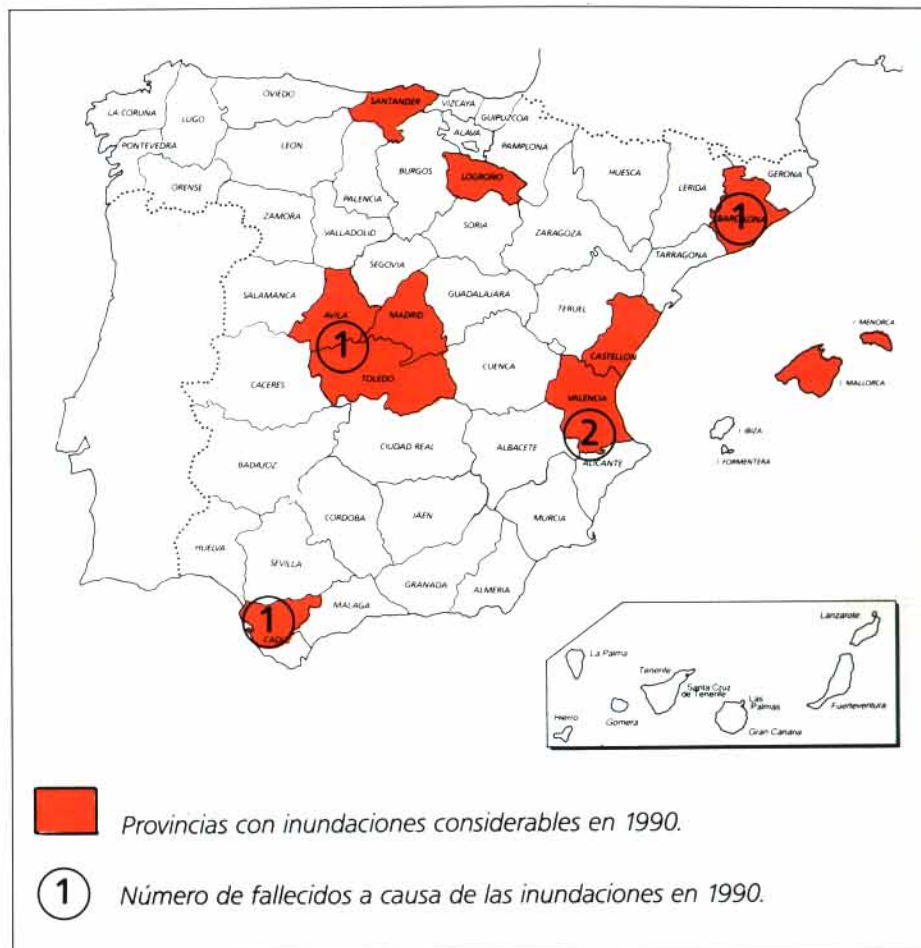 OVIEDO
SANTANDER
VIZCAYA
GUIPUZCOA
LA CORUÑA
LUGO
ALAVA
PAMPLONA
PONTEVEDRA
LEON
BURGOS
LOGROÑO
HUESCA
LERIDA
GERONA
ORENSE
PALENCIA
ZAMORA
VALLADOLID
SORIA
ZARAGOZA
BARCELONA
1
TARRAGONA
SEGOVIA
SALAMANCA
GUADALAJARA
TERUEL
AVILA
MADRID
1
I. MENORCA
CASTELLON
CUENCA
TOLEDO
CACERES
I. MALLORCA
VALENCIA
2
I. IBIZA
CIUDAD REAL
ALBACETE
ALICANTE
I. FORMENTERA
BADAJOZ
CORDOBA
JAEN
MURCIA
HUELVA
SEVILLA
GRANADA
ALMERIA
MALAGA
1
CADIZ
Lanzarote
La Palma
Tenerife
Santa Cruz
de Tenerife
Las
Palmas
Fuerteventura
Hierro
Gomera
Gran Canaria
Provincias con inundaciones considerables en 1990.
1
Número de fallecidos a causa de las inundaciones en 1990.